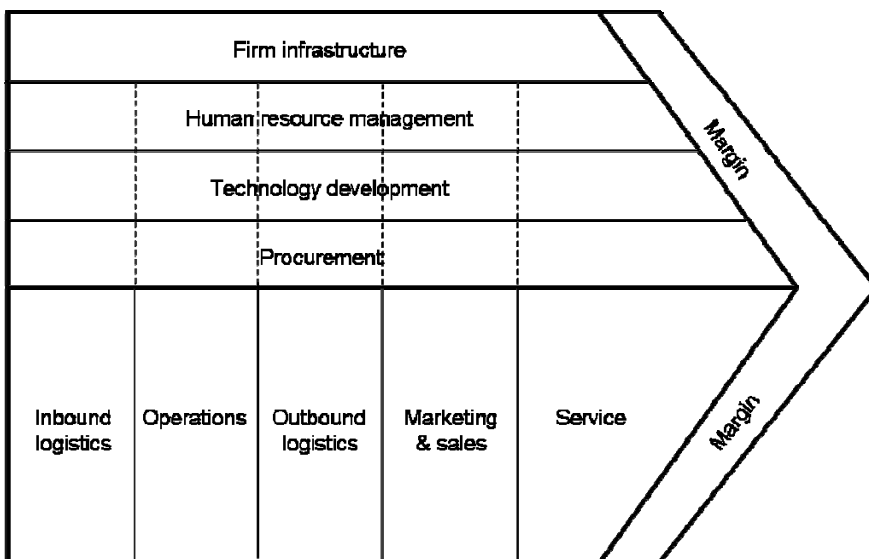 Firm infrastructure
Human resource management
Technology development
Procurement
Inbound
logistics
Operations
Outbound
logistics
Marketing
& sales
Service
Margin
Margin